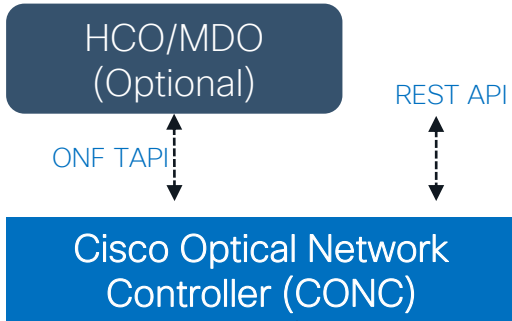 HCO/MDO
(Optional)
REST API
ONF TAPI
Cisco Optical Network
Controller (CONC)